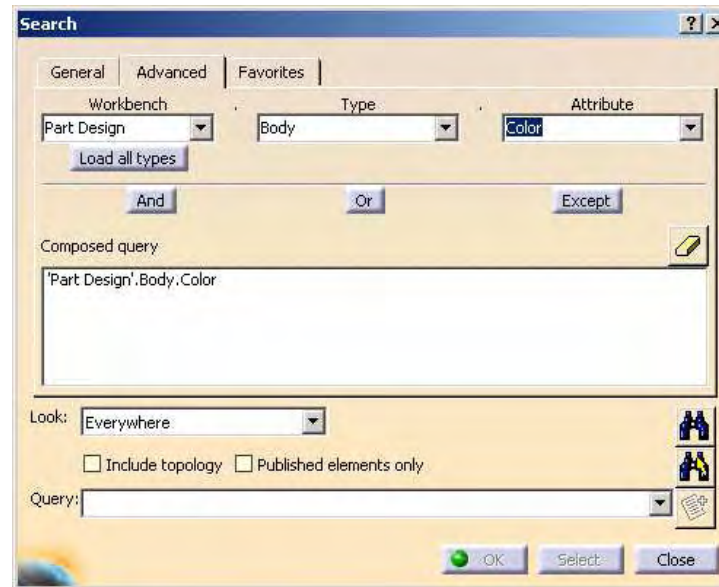 Search
General Advanced Favorites
Workbench . Type . Attribute
Part Design Body Color
Load all types
And Or Except
Composed query
'Part Design'.Body.Color
Look: Everywhere
Include topology Published elements only
Query:
OK Select Close